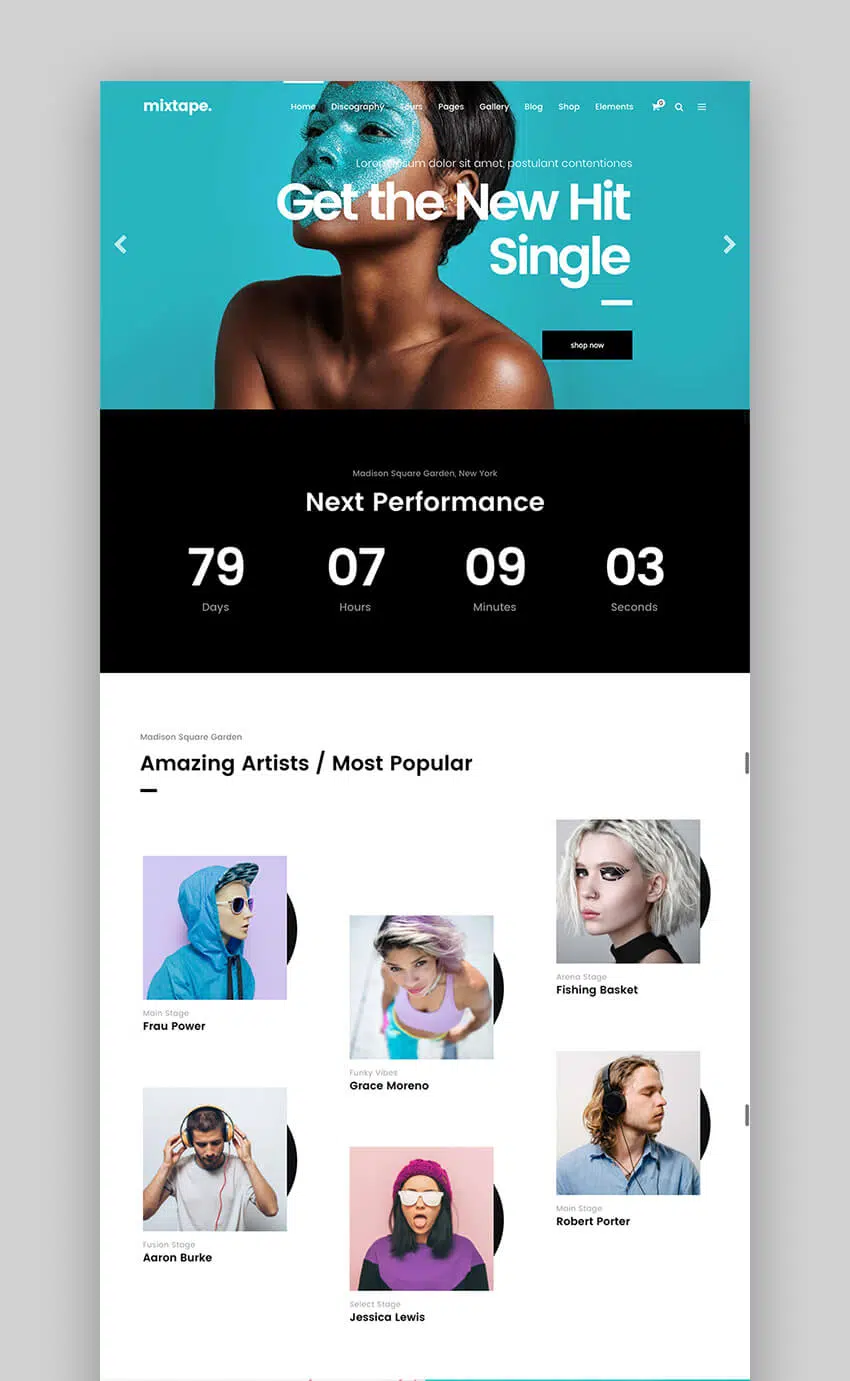 mixtape.
Home Discography Tours Pages Gallery Blog Shop Elements 0
Lorem ipsum dolor sit amet, postulant contentiones
Get the New Hit
Single
shop now
Madison Square Garden, New York
Next Performance
79 07 09 03
Days Hours Minutes Seconds
Madison Square Garden
Amazing Artists / Most Popular
Arena Stage
Fishing Basket
Main Stage
Frau Power
Funky Vibes
Grace Moreno
Main Stage
Robert Porter
Fusion Stage
Aaron Burke
Select Stage
Jessica Lewis